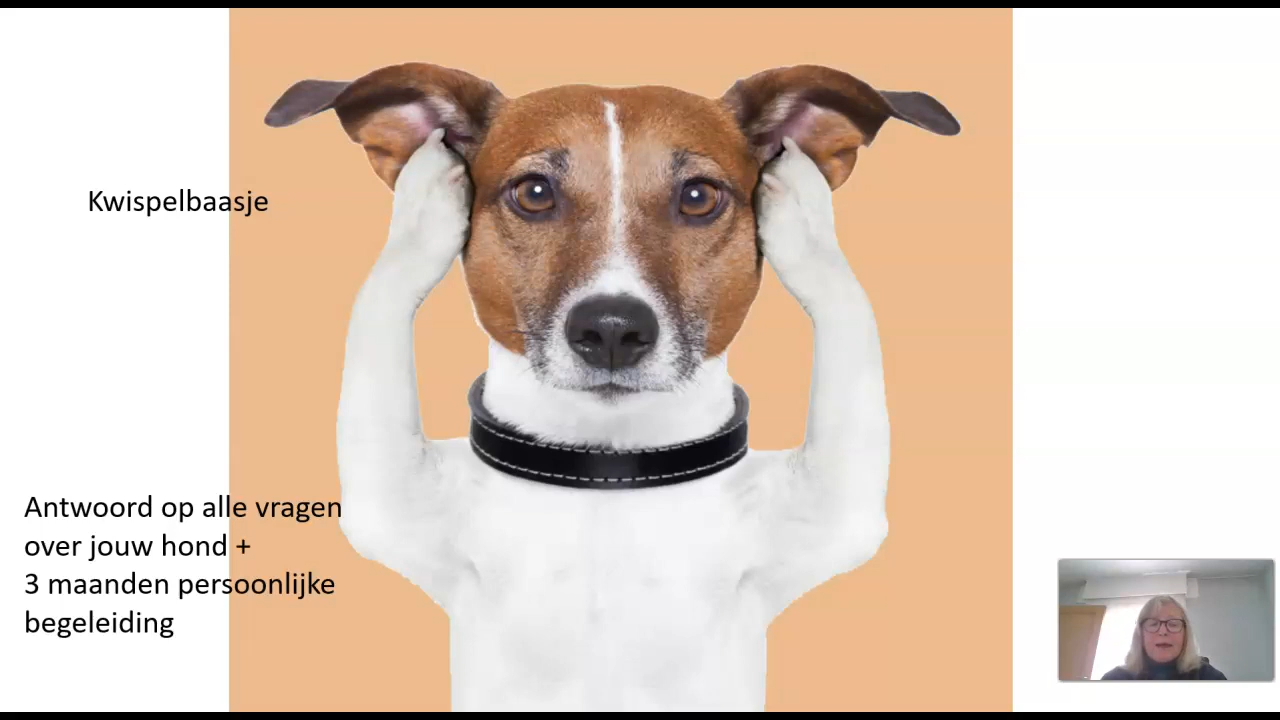 Kwispelbaasje
Antwoord op alle vragen
over jouw hond +
3 maanden persoonlijke
begeleiding